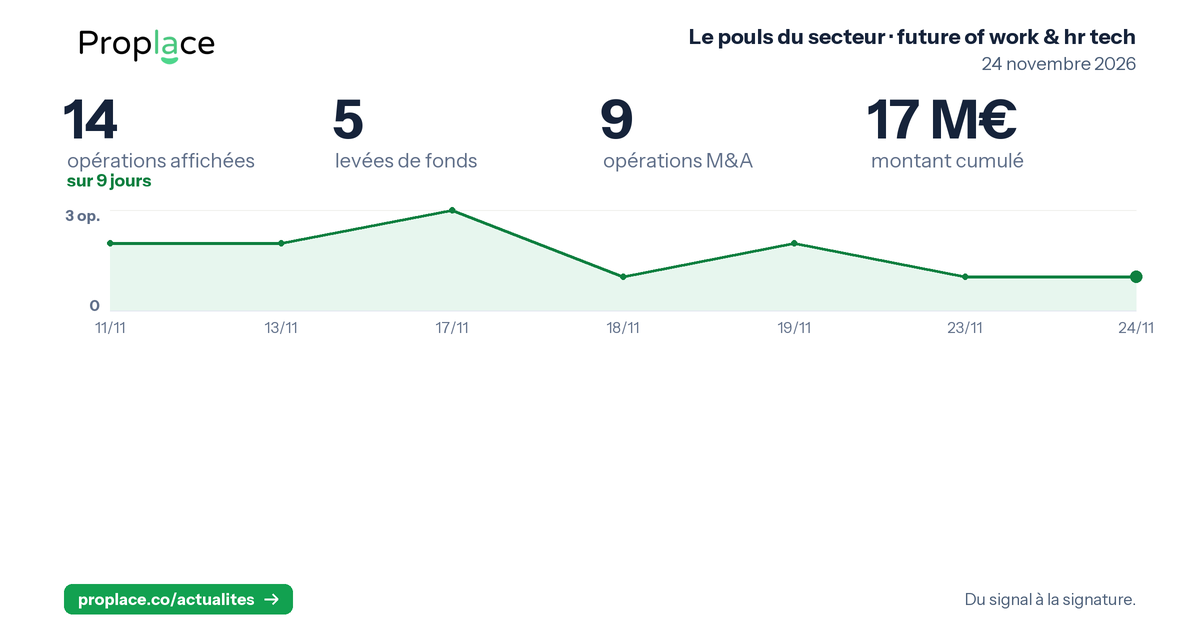 Proplace
Le pouls du secteur · future of work & hr tech
24 novembre 2026
14
opérations affichées
sur 9 jours
5
levées de fonds
9
opérations M&A
17 M€
montant cumulé
3 op.
0
11/11
13/11
17/11
18/11
19/11
23/11
24/11
proplace.co/actualites →
Du signal à la signature.